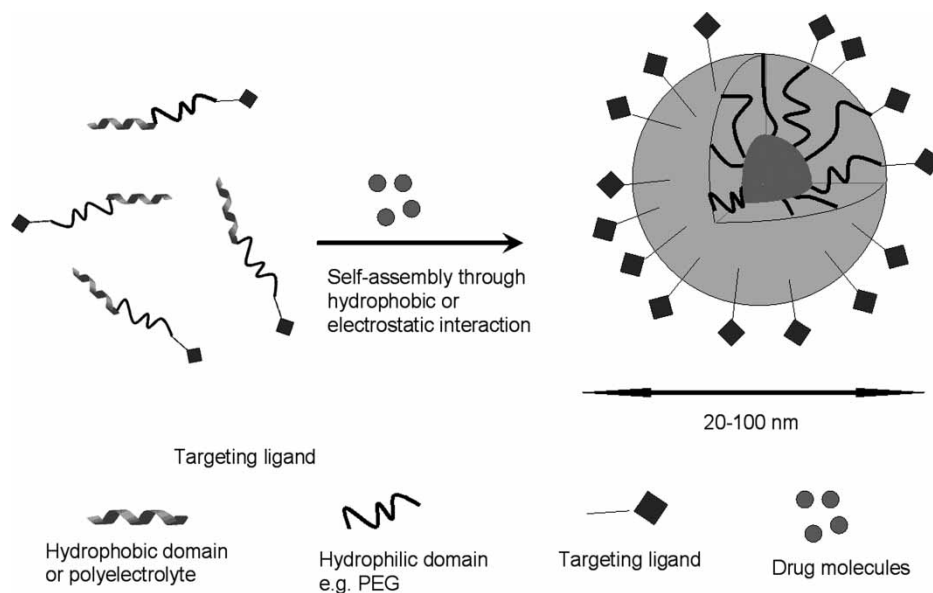 Self-assembly through
hydrophobic or
electrostatic interaction
20-100 nm
Targeting ligand
Hydrophobic domain
or polyelectrolyte
Hydrophilic domain
e.g. PEG
Targeting ligand
Drug molecules